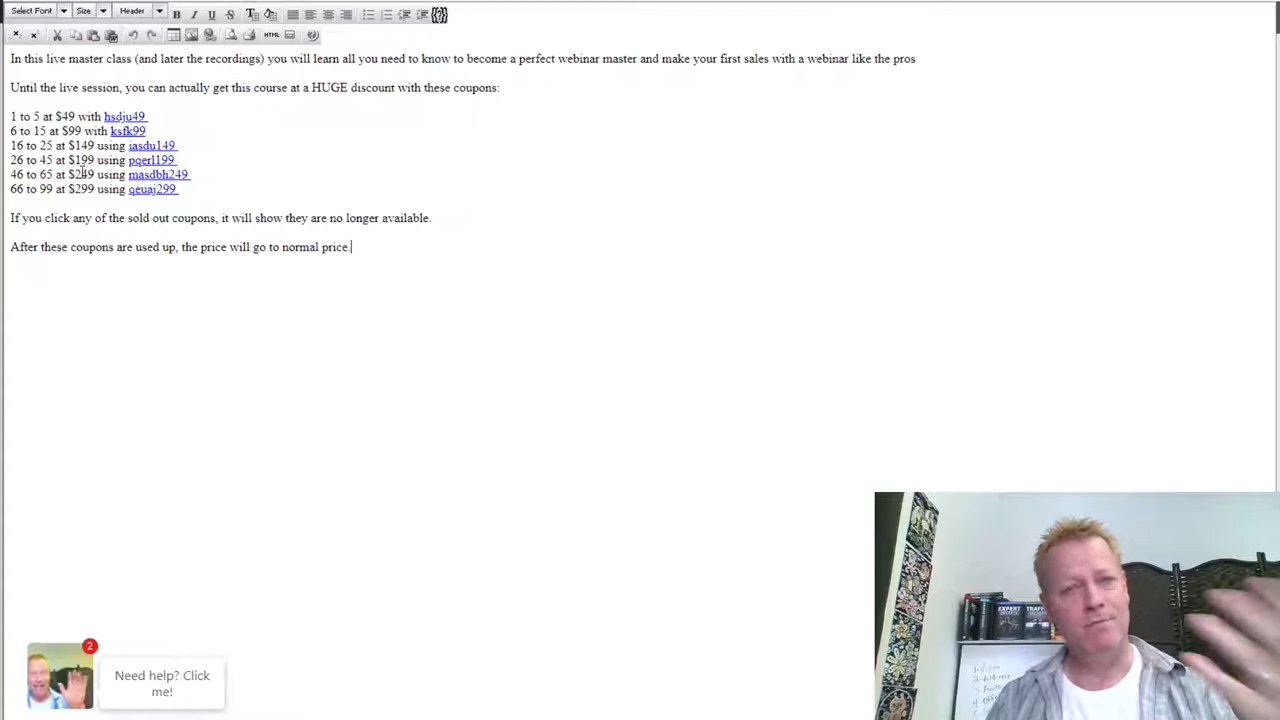 Select Font Size Header B I U S
HTML
In this live master class (and later the recordings) you will learn all you need to know to become a perfect webinar master and make your first sales with a webinar like the pros
Until the live session, you can actually get this course at a HUGE discount with these coupons:
1 to 5 at $49 with hsdju49
6 to 15 at $99 with ksfk99
16 to 25 at $149 using iasdu149
26 to 45 at $199 using pqerl199
46 to 65 at $249 using masdbh249
66 to 99 at $299 using qeuaj299
If you click any of the sold out coupons, it will show they are no longer available.
After these coupons are used up, the price will go to normal price.
EXPERT
TRAFFIC
2
Need help? Click
me!